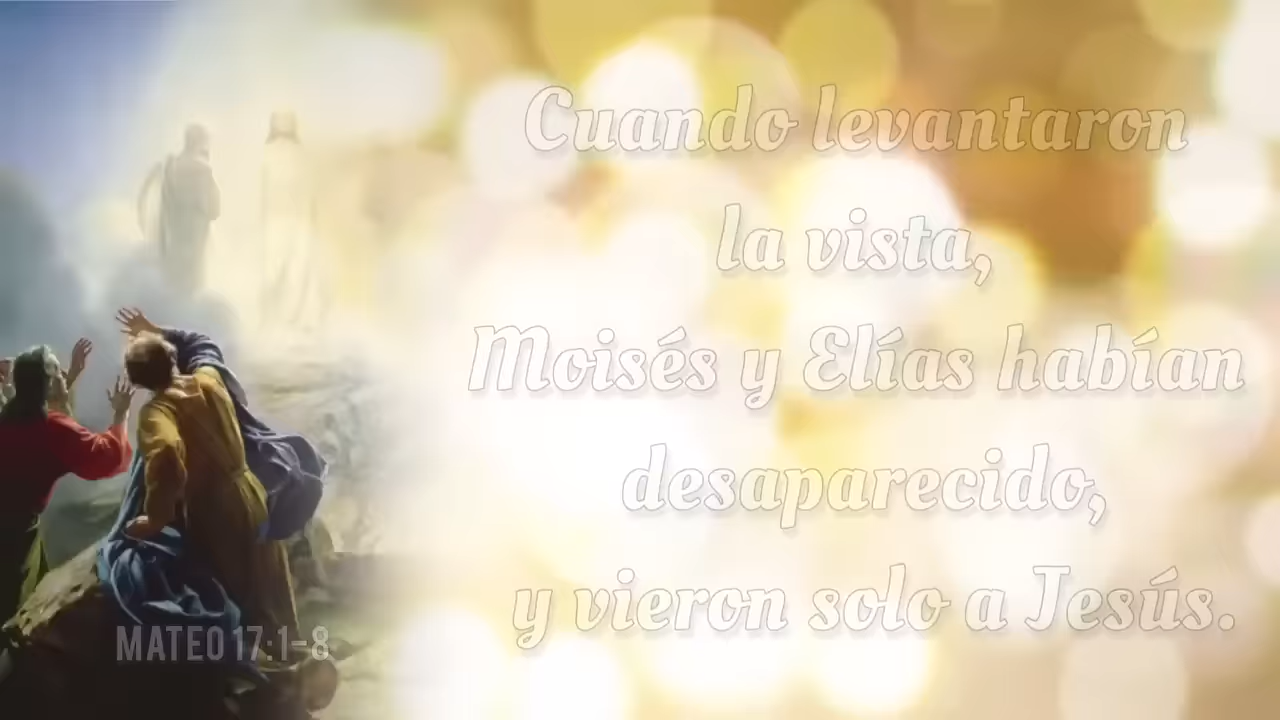 Cuando levantaron
la vista,
Moisés y Elías habían
desaparecido,
y vieron solo a Jesús.
MATEO 17:1-8